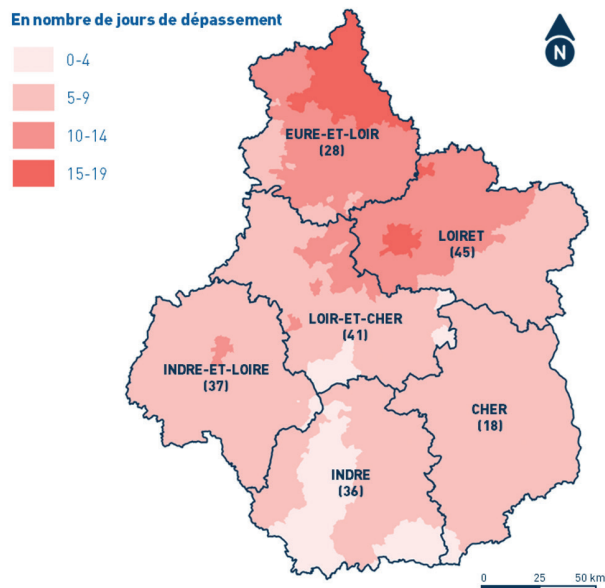 En nombre de jours de dépassement
0-4
5-9
10-14
15-19
N
EURE-ET-LOIR
(28)
LOIRET
(45)
LOIR-ET-CHER
(41)
INDRE-ET-LOIRE
(37)
CHER
(18)
INDRE
(36)
0 25 50 km